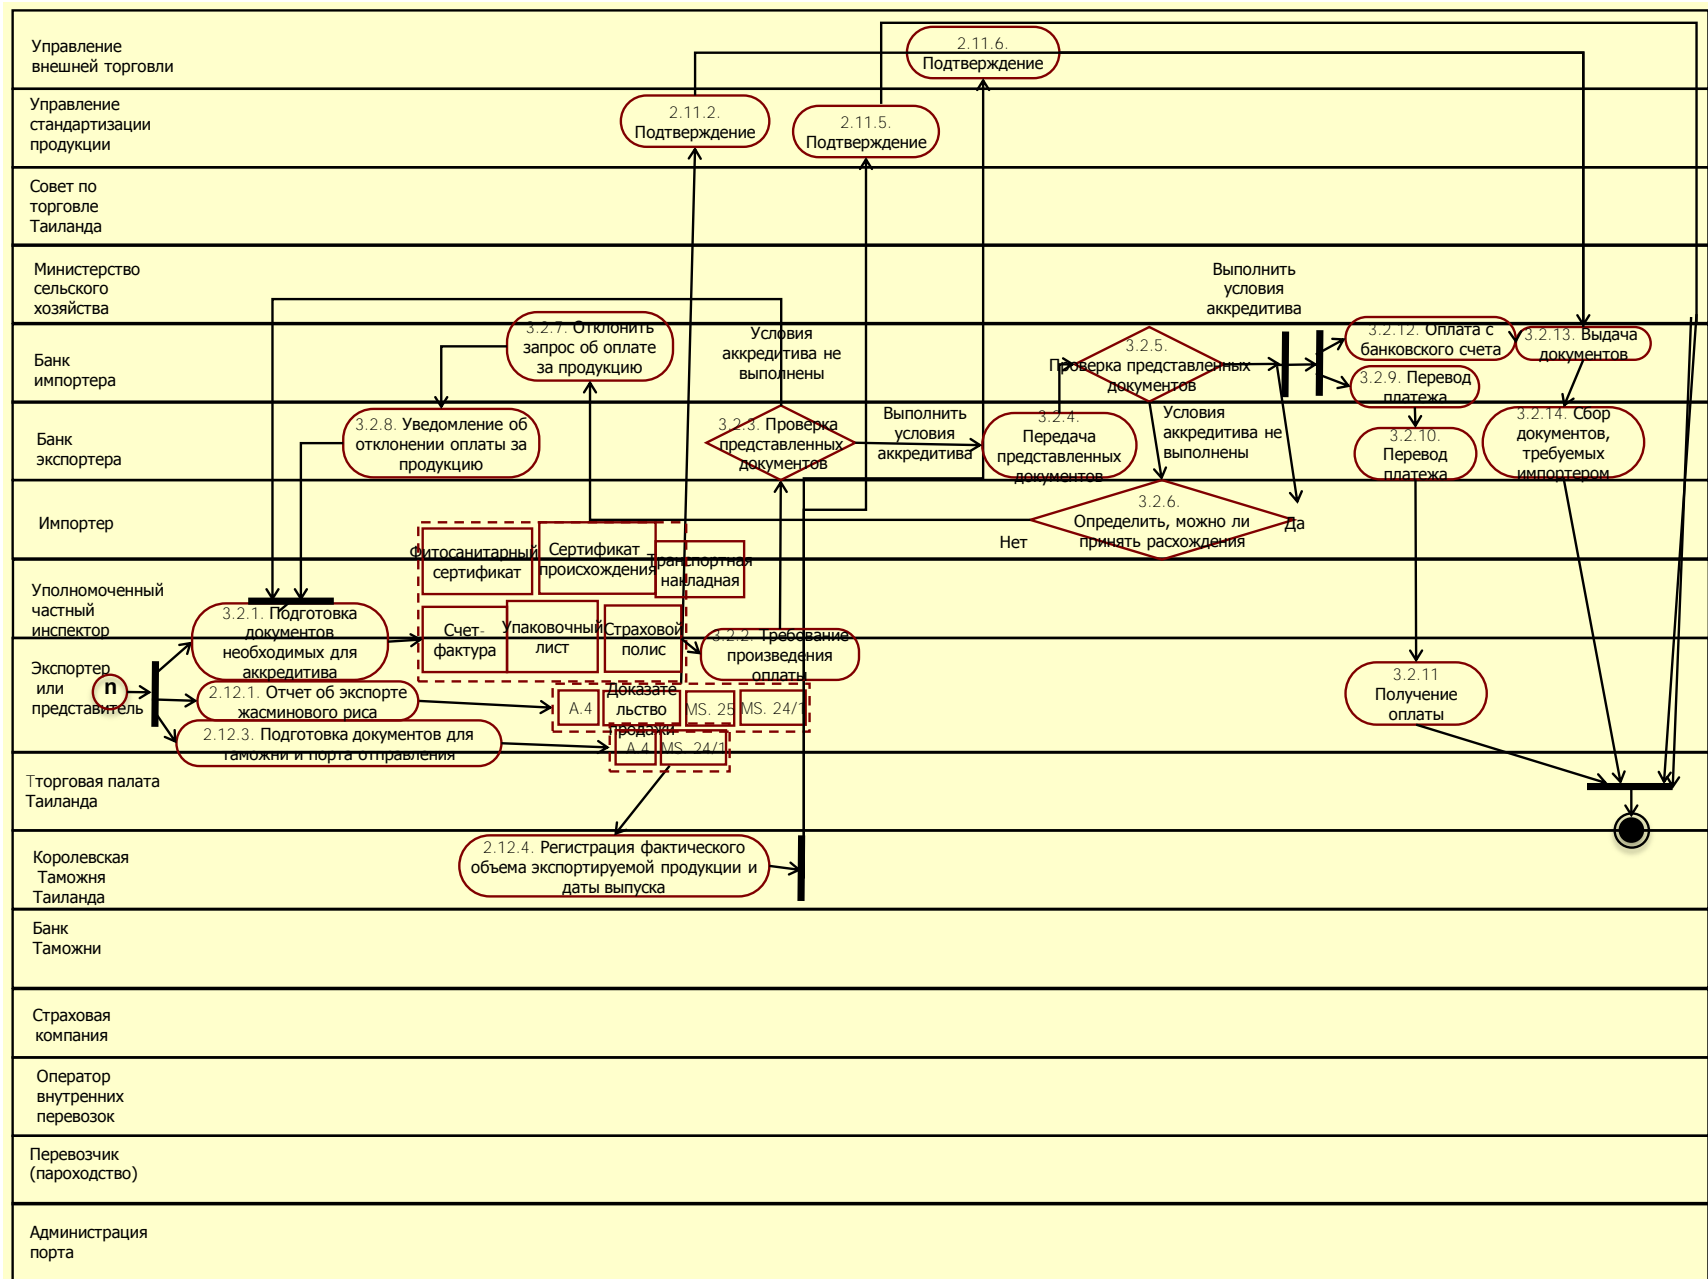 Управление
внешней торговли
2.11.6.
Подтверждение
Управление
стандартизации
продукции
2.11.2.
Подтверждение
2.11.5.
Подтверждение
Совет по
торговле
Таиланда
Министерство
сельского
хозяйства
Выполнить
условия
аккредитива
Банк
импортера
3.2.7. Отклонить
запрос об оплате
за продукцию
Условия
аккредитива не
выполнены
3.2.5.
Проверка представленных
документов
3.2.12. Оплата с
банковского счета
3.2.13. Выдача
документов
3.2.9. Перевод
платежа
Банк
экспортера
3.2.8. Уведомление об
отклонении оплаты за
продукцию
3.2.3. Проверка
представленных
документов
Выполнить
условия
аккредитива
3.2.4.
Передача
представленных
документов
Условия
аккредитива не
выполнены
3.2.10.
Перевод
платежа
3.2.14. Сбор
документов,
требуемых
импортером
Импортер
3.2.6.
Определить, можно ли
принять расхождения
Да
Нет
Фитосанитарный
сертификат
Сертификат
происхождения
Транспортная
накладная
Уполномоченный
частный
инспектор
3.2.1. Подготовка
документов
необходимых для
аккредитива
Счет-
фактура
Упаковочный
лист
Страховой
полис
3.2.2. Требование
произведения
оплаты
Экспортер
или
представитель
n
2.12.1. Отчет об экспорте
жасминового риса
A.4
Доказате
льство
продажи
MS. 25
MS. 24/1
3.2.11
Получение
оплаты
2.12.3. Подготовка документов для
таможни и порта отправления
A.4
MS. 24/1
Тторговая палата
Таиланда
Королевская
Таможня
Таиланда
2.12.4. Регистрация фактического
объема экспортируемой продукции и
даты выпуска
Банк
Таможни
Страховая
компания
Оператор
внутренних
перевозок
Перевозчик
(пароходство)
Администрация
порта